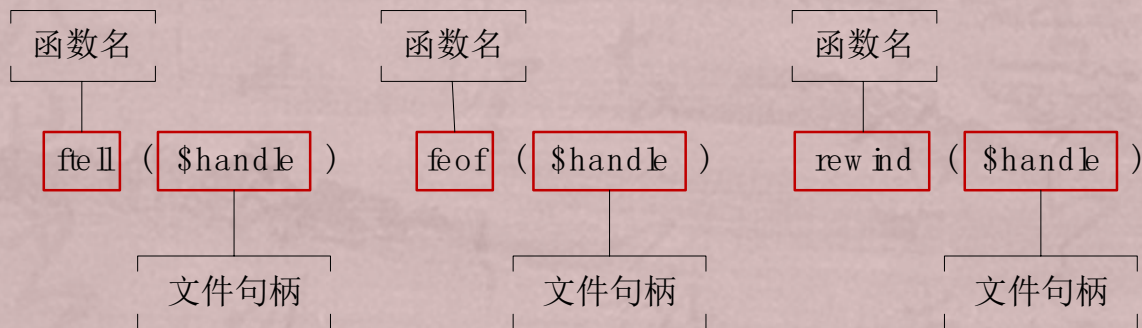 函数名 函数名 函数名
ftell ( $handle ) feof ( $handle ) rewind ( $handle )
文件句柄 文件句柄 文件句柄